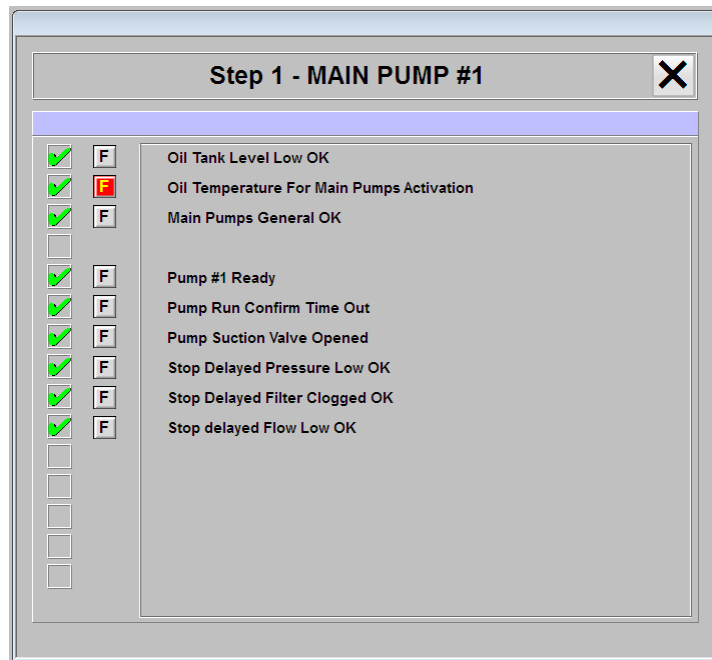 Step 1 - MAIN PUMP #1
F Oil Tank Level Low OK
F Oil Temperature For Main Pumps Activation
F Main Pumps General OK
F Pump #1 Ready
F Pump Run Confirm Time Out
F Pump Suction Valve Opened
F Stop Delayed Pressure Low OK
F Stop Delayed Filter Clogged OK
F Stop delayed Flow Low OK